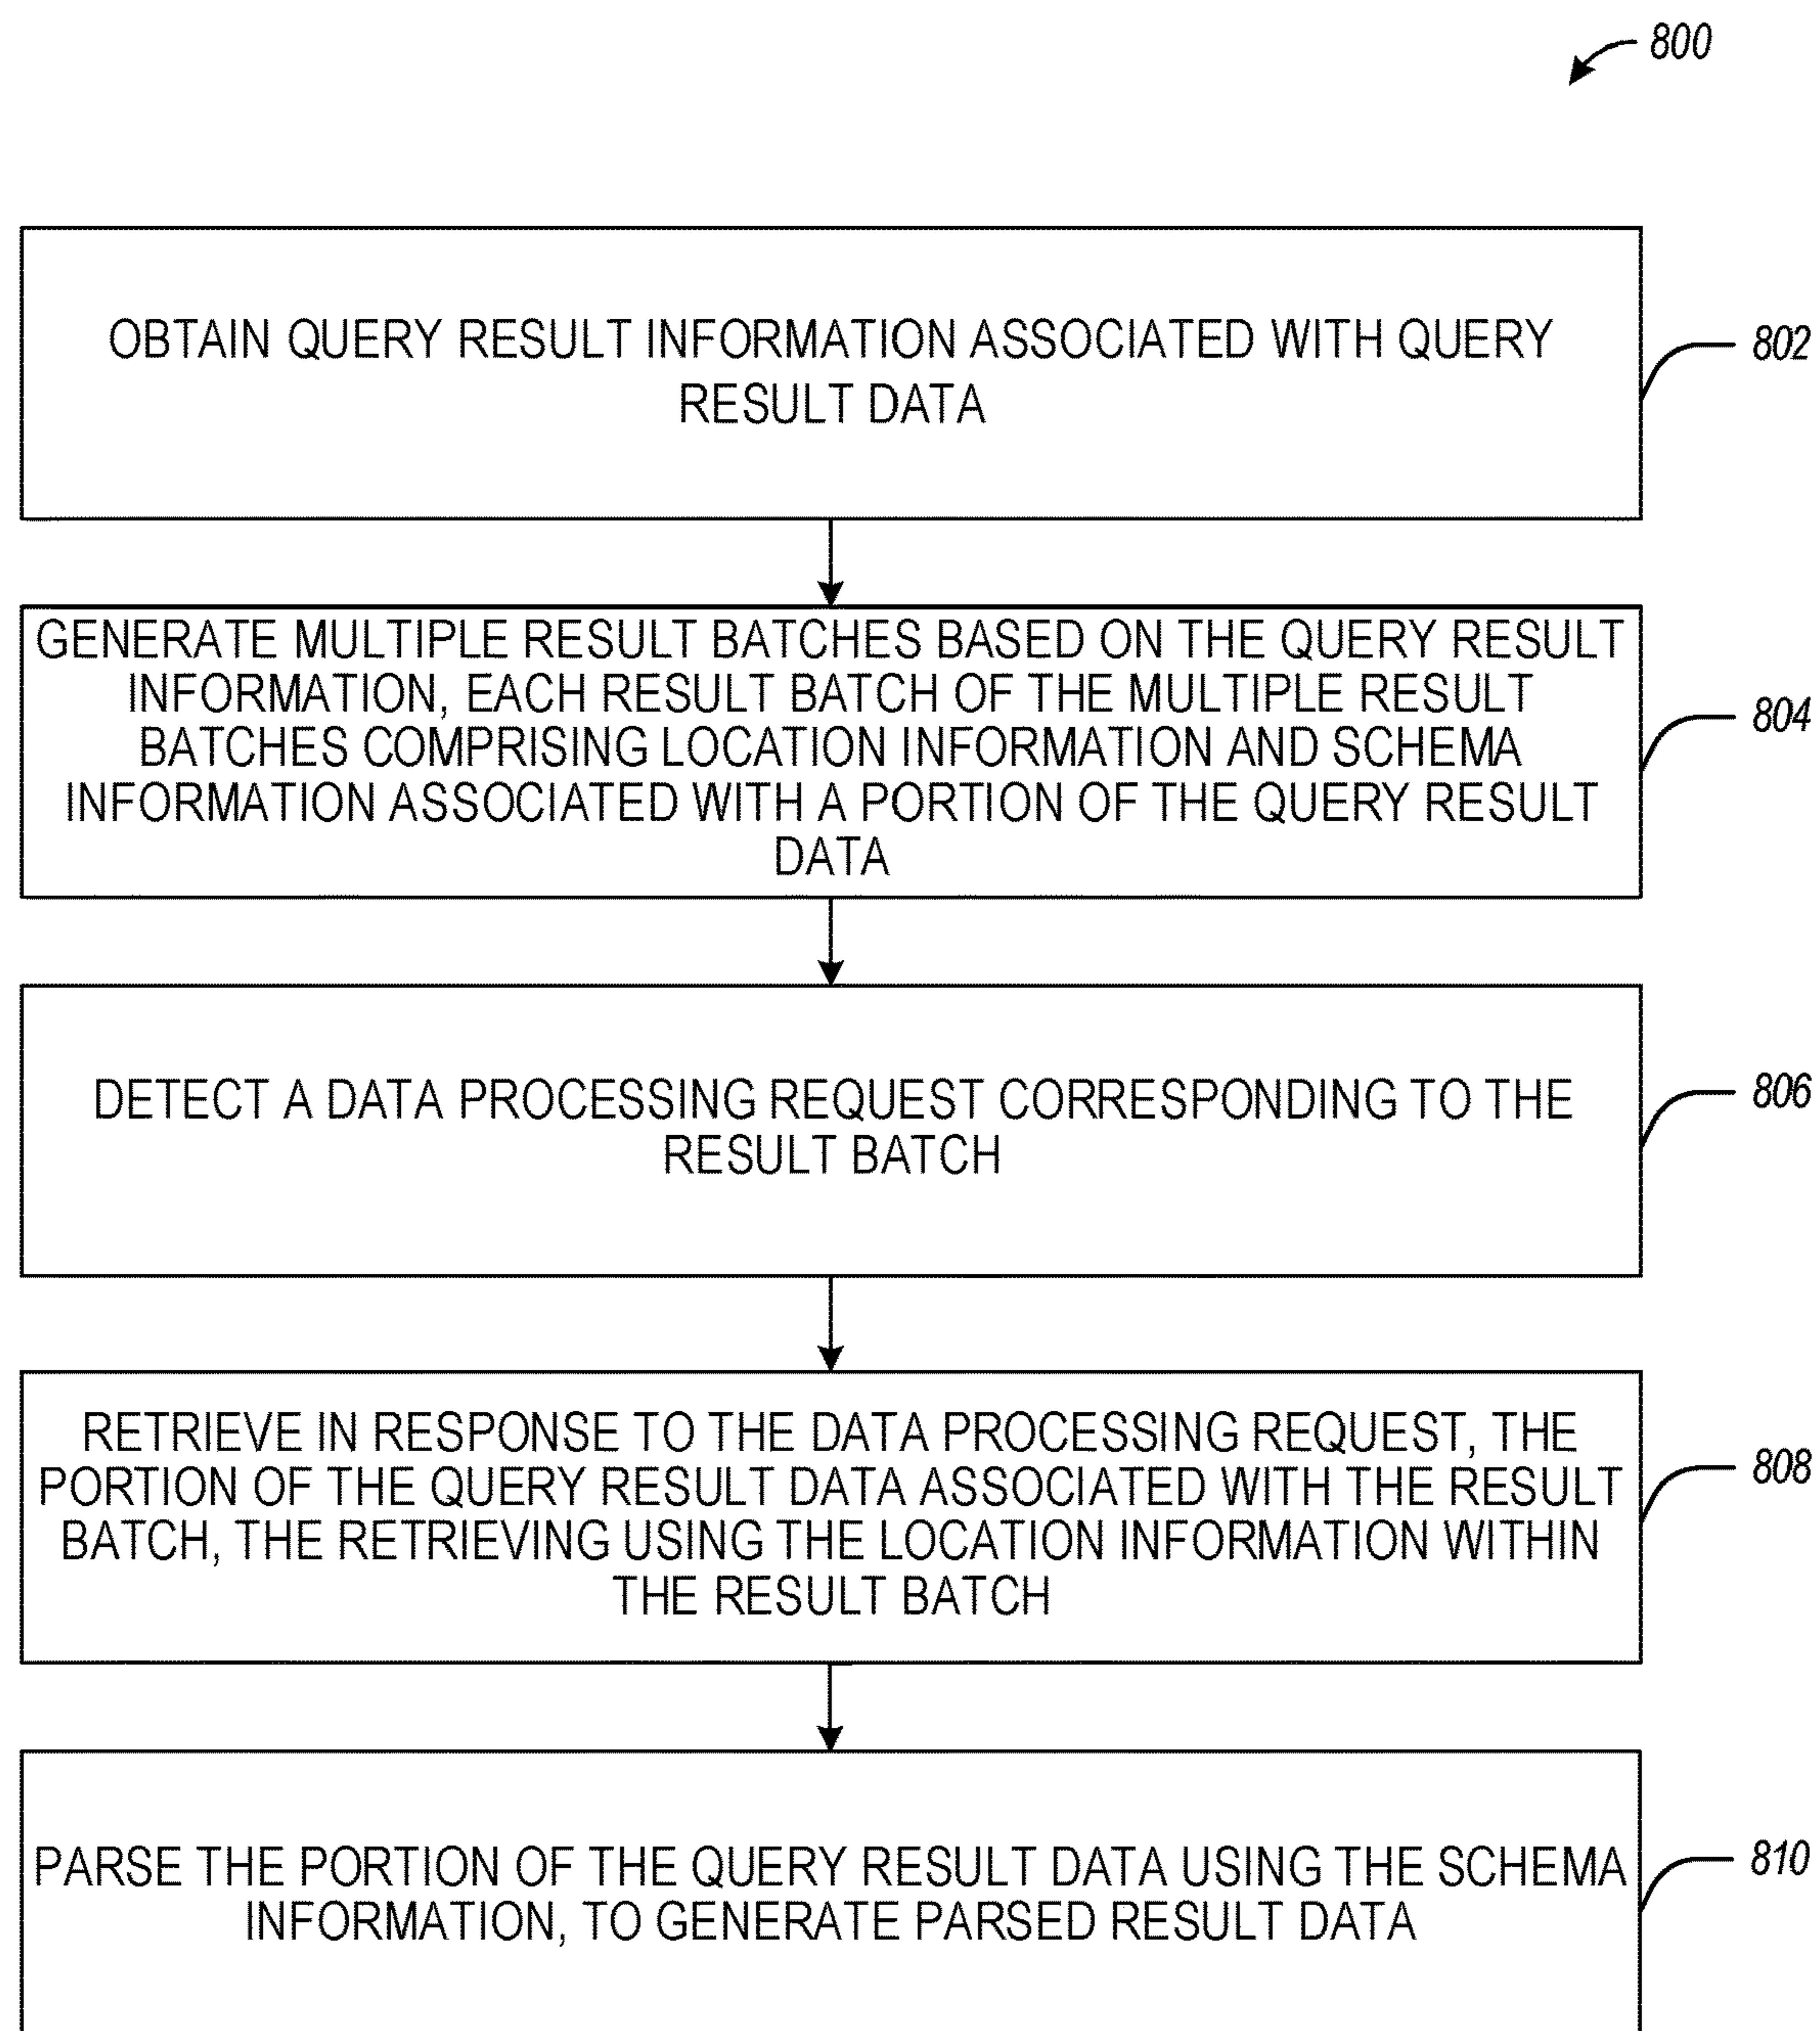 800
OBTAIN QUERY RESULT INFORMATION ASSOCIATED WITH QUERY
RESULT DATA
802
GENERATE MULTIPLE RESULT BATCHES BASED ON THE QUERY RESULT
INFORMATION, EACH RESULT BATCH OF THE MULTIPLE RESULT
BATCHES COMPRISING LOCATION INFORMATION AND SCHEMA
INFORMATION ASSOCIATED WITH A PORTION OF THE QUERY RESULT
DATA
804
DETECT A DATA PROCESSING REQUEST CORRESPONDING TO THE
RESULT BATCH
806
RETRIEVE IN RESPONSE TO THE DATA PROCESSING REQUEST, THE
PORTION OF THE QUERY RESULT DATA ASSOCIATED WITH THE RESULT
BATCH, THE RETRIEVING USING THE LOCATION INFORMATION WITHIN
THE RESULT BATCH
808
PARSE THE PORTION OF THE QUERY RESULT DATA USING THE SCHEMA
INFORMATION, TO GENERATE PARSED RESULT DATA
810